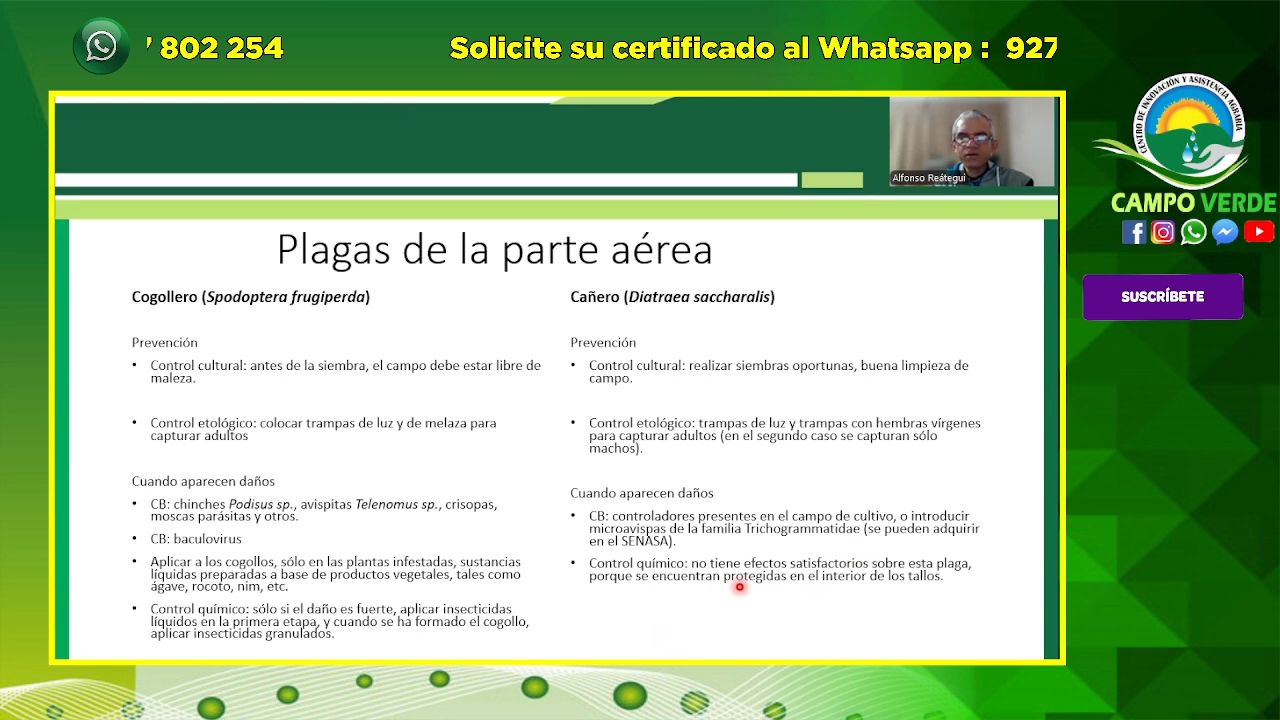 ' 802 254
Solicite su certificado al Whatsapp : 927
CENTRO DE INNOVACIÓN Y ASISTENCIA AGRARIA
CAMPO VERDE
SUSCRÍBETE
Alfonso Reátegui
Plagas de la parte aérea
Cogollero (Spodoptera frugiperda)
Prevención
• Control cultural: antes de la siembra, el campo debe estar libre de
maleza.
• Control etológico: colocar trampas de luz y de melaza para
capturar adultos
Cuando aparecen daños
• CB: chinches Podisus sp., avispitas Telenomus sp., crisopas,
moscas parásitas y otros.
• CB: baculovirus
• Aplicar a los cogollos, sólo en las plantas infestadas, sustancias
líquidas preparadas a base de productos vegetales, tales como
ágave, rocoto, nim, etc.
• Control químico: sólo si el daño es fuerte, aplicar insecticidas
líquidos en la primera etapa, y cuando se ha formado el cogollo,
aplicar insecticidas granulados.
Cañero (Diatraea saccharalis)
Prevención
• Control cultural: realizar siembras oportunas, buena limpieza de
campo.
• Control etológico: trampas de luz y trampas con hembras vírgenes
para capturar adultos (en el segundo caso se capturan sólo
machos).
Cuando aparecen daños
• CB: controladores presentes en el campo de cultivo, o introducir
microavispas de la familia Trichogrammatidae (se pueden adquirir
en el SENASA).
• Control químico: no tiene efectos satisfactorios sobre esta plaga,
porque se encuentran protegidas en el interior de los tallos.